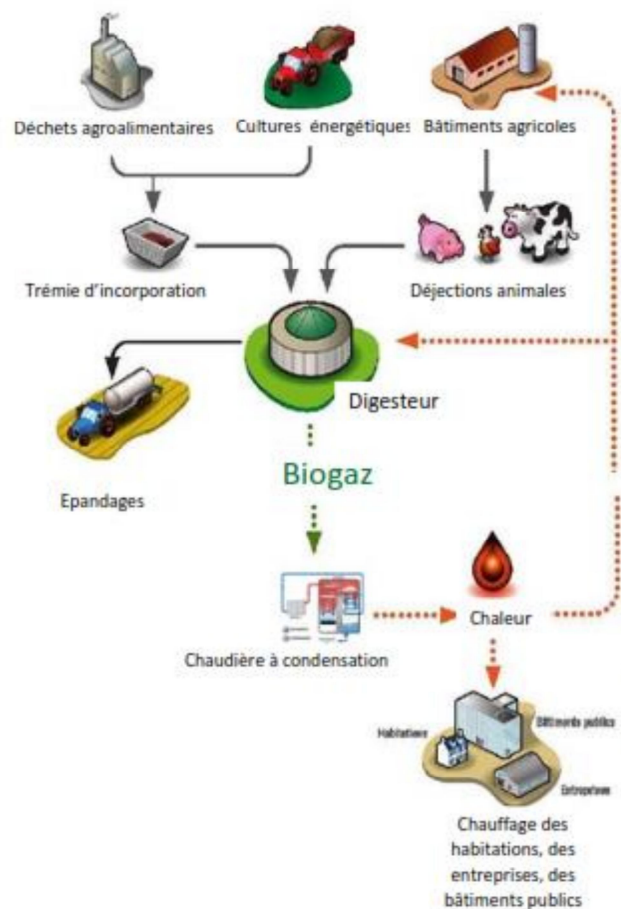 Déchets agroalimentaires
Cultures énergétiques
Bâtiments agricoles
Trémie d'incorporation
Déjections animales
Digesteur
Epandages
Biogaz
Chaudière à condensation
Chaleur
Habitations
Bâtiments publics
Entreprises
Chauffage des
habitations, des
entreprises, des
bâtiments publics